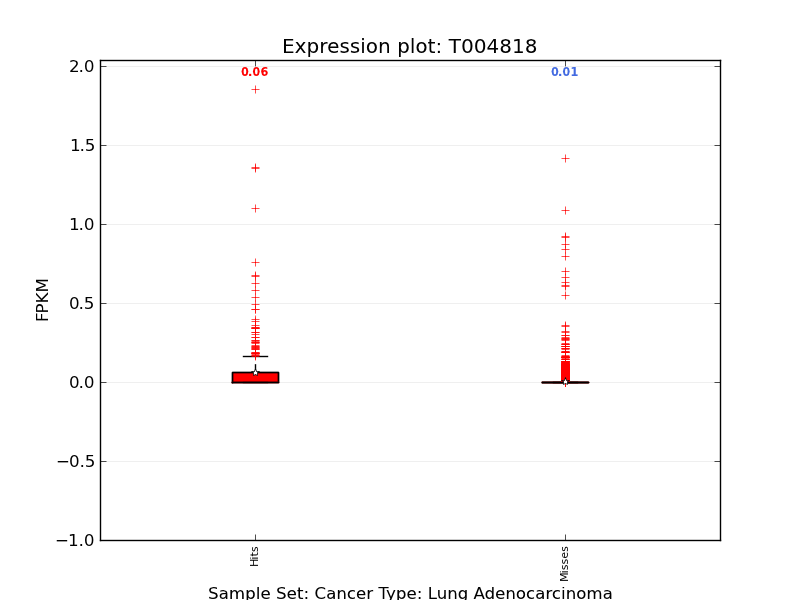 Expression plot: T004818
2.0
0.06
0.01
1.5
1.0
0.5
0.0
−0.5
−1.0
FPKM
Hits
Misses
Sample Set: Cancer Type: Lung Adenocarcinoma